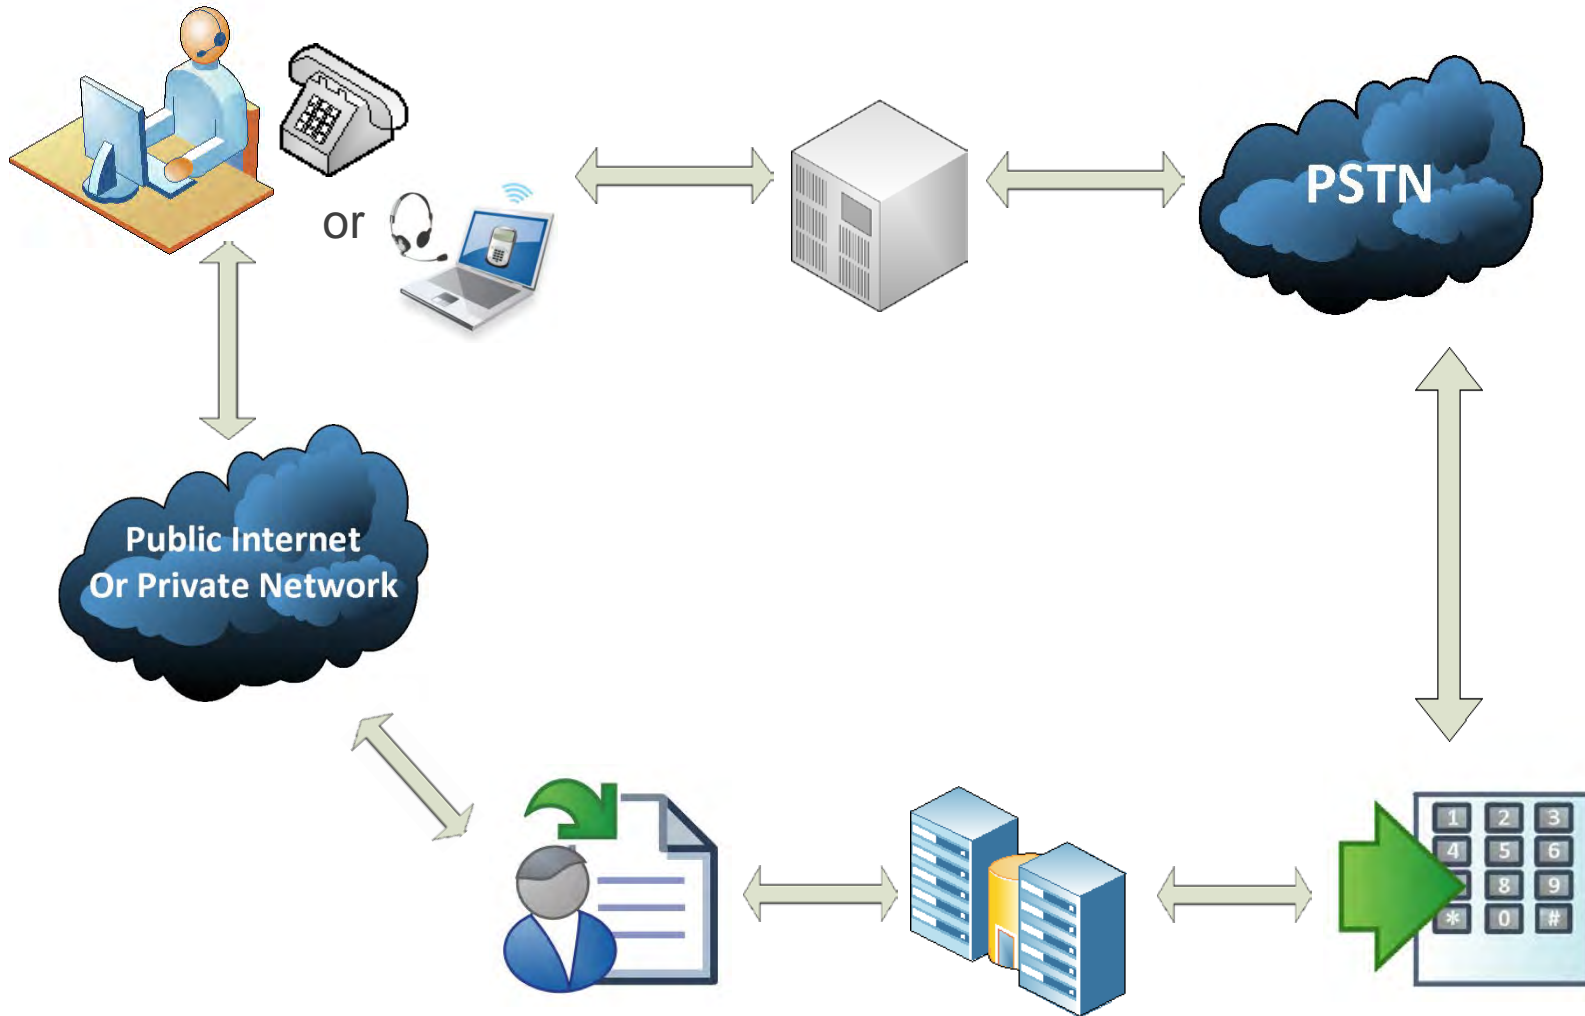 or
PSTN
Public Internet
Or Private Network
1 2 3
4 5 6
8 9
* 0 #